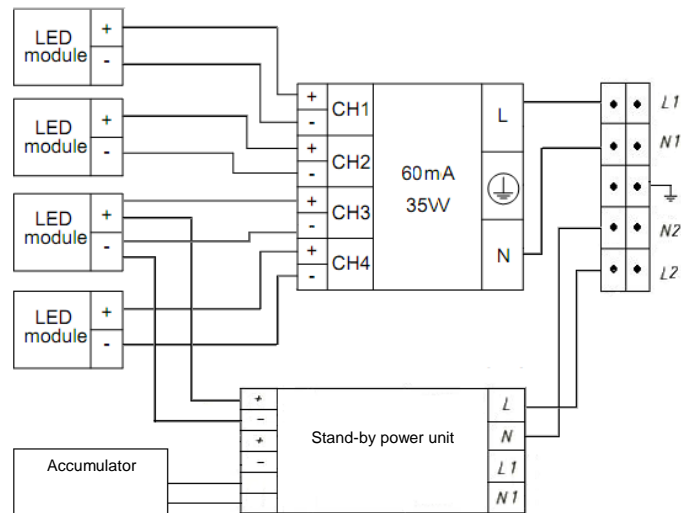 LED
module
+
-
LED
module
+
-
LED
module
+
-
LED
module
+
-
+
-
CH1
+
-
CH2
+
-
CH3
+
-
CH4
60mA
35W
L
N
L1
N1
N2
L2
+
-
+
-
Stand-by power unit
L
N
L1
N1
Accumulator